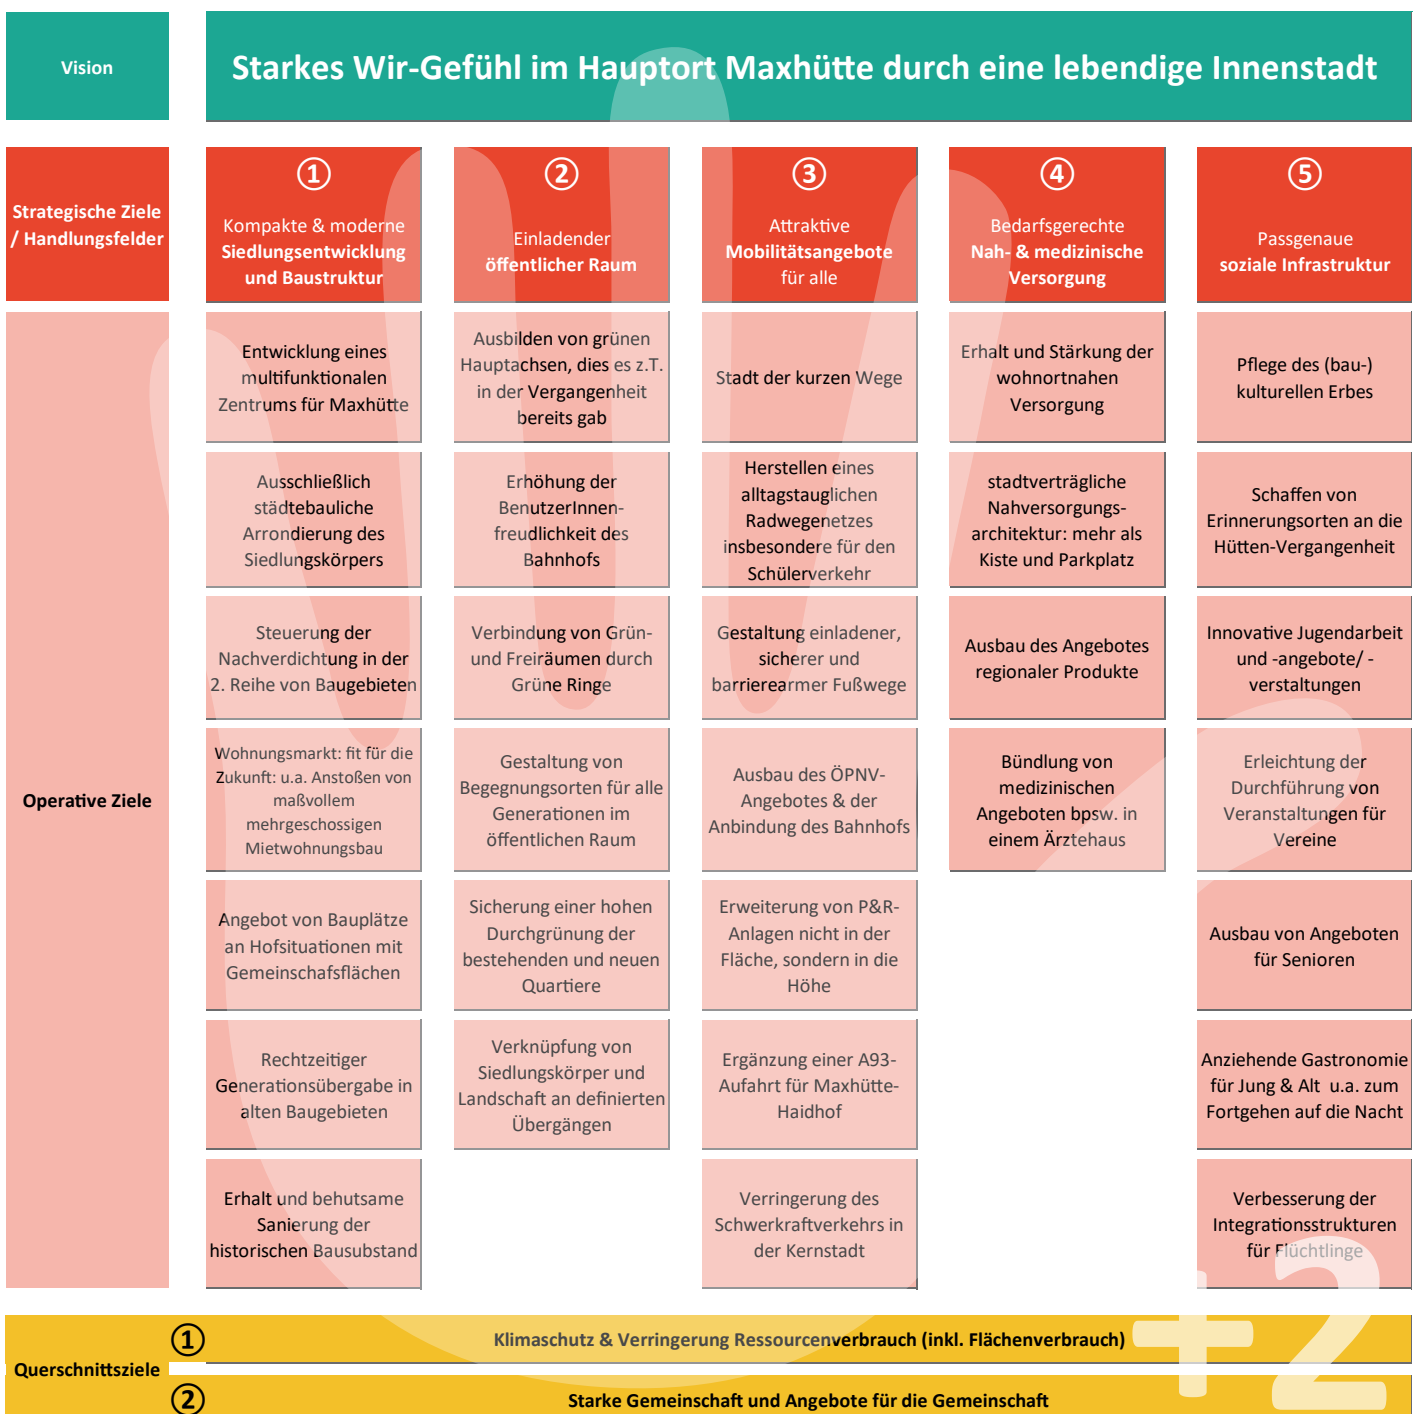 Vision
Starkes Wir-Gefühl im Hauptort Maxhütte durch eine lebendige Innenstadt
Strategische Ziele
/ Handlungsfelder
①
Kompakte & moderne
Siedlungsentwicklung
und Baustruktur
②
Einladender
öffentlicher Raum
③
Attraktive
Mobilitätsangebote
für alle
④
Bedarfsgerechte
Nah- & medizinische
Versorgung
⑤
Passgenaue
soziale Infrastruktur
Operative Ziele
Entwicklung eines
multifunktionalen
Zentrums für Maxhütte
Ausschließlich
städtebauliche
Arrondierung des
Siedlungskörpers
Steuerung der
Nachverdichtung in der
2. Reihe von Baugebieten
Wohnungsmarkt: fit für die
Zukunft: u.a. Anstoßen von
maßvollem
mehrgeschossigen
Mietwohnungsbau
Angebot von Bauplätze
an Hofsituationen mit
Gemeinschafsflächen
Rechtzeitiger
Generationsübergabe in
alten Baugebieten
Erhalt und behutsame
Sanierung der
historischen Bausubstand
Ausbilden von grünen
Hauptachsen, dies es z.T.
in der Vergangenheit
bereits gab
Erhöhung der
BenutzerInnen-
freudlichkeit des
Bahnhofs
Verbindung von Grün-
und Freiräumen durch
Grüne Ringe
Gestaltung von
Begegnungsorten für alle
Generationen im
öffentlichen Raum
Sicherung einer hohen
Durchgrünung der
bestehenden und neuen
Quartiere
Verknüpfung von
Siedlungskörper und
Landschaft an definierten
Übergängen
Stadt der kurzen Wege
Herstellen eines
alltagstauglichen
Radwegenetzes
insbesondere für den
Schülerverkehr
Gestaltung einladener,
sicherer und
barrierearmer Fußwege
Ausbau des ÖPNV-
Angebotes & der
Anbindung des Bahnhofs
Erweiterung von P&R-
Anlagen nicht in der
Fläche, sondern in die
Höhe
Ergänzung einer A93-
Aufahrt für Maxhütte-
Haidhof
Verringerung des
Schwerkraftverkehrs in
der Kernstadt
Erhalt und Stärkung der
wohnortnahen
Versorgung
stadtverträgliche
Nahversorgungs-
architektur: mehr als
Kiste und Parkplatz
Ausbau des Angebotes
regionaler Produkte
Bündlung von
medizinischen
Angeboten bpsw. in
einem Ärztehaus
Pflege des (bau-)
kulturellen Erbes
Schaffen von
Erinnerungsorten an die
Hütten-Vergangenheit
Innovative Jugendarbeit
und -angebote/ -
verstaltungen
Erleichtung der
Durchführung von
Veranstaltungen für
Vereine
Ausbau von Angeboten
für Senioren
Anziehende Gastronomie
für Jung & Alt u.a. zum
Fortgehen auf die Nacht
Verbesserung der
Integrationsstrukturen
für Flüchtlinge
+2
Querschnittsziele
①
Klimaschutz & Verringerung Ressourcenverbrauch (inkl. Flächenverbrauch)
②
Starke Gemeinschaft und Angebote für die Gemeinschaft